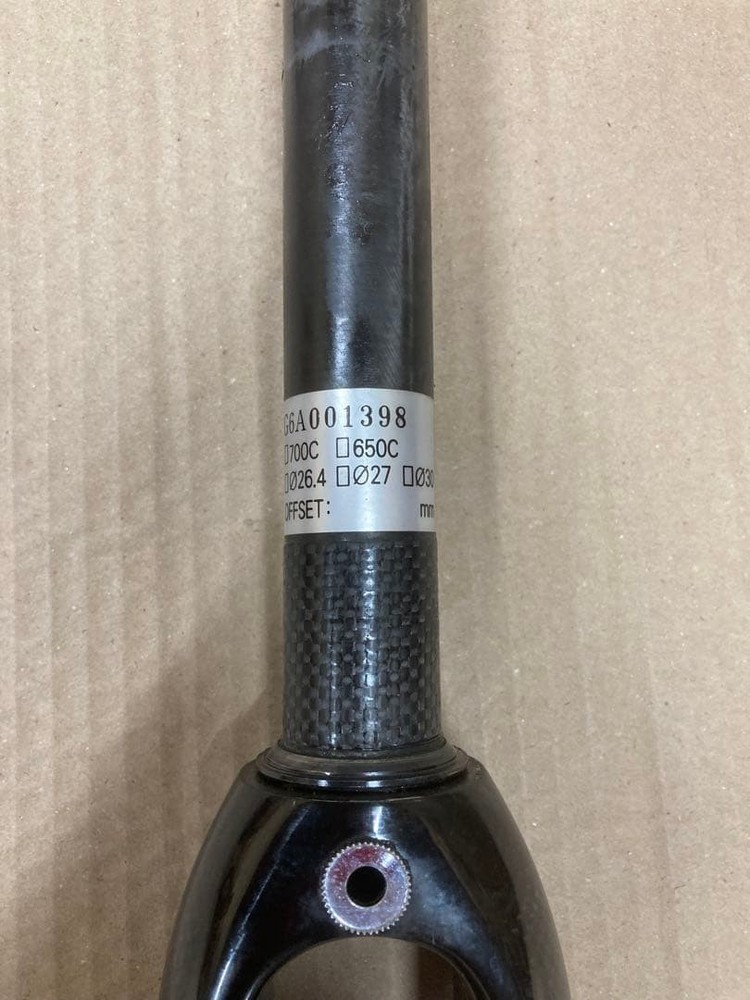 G6A001398
□700C □650C
□Ø26.4 □Ø27 □Ø30
OFFSET: mm